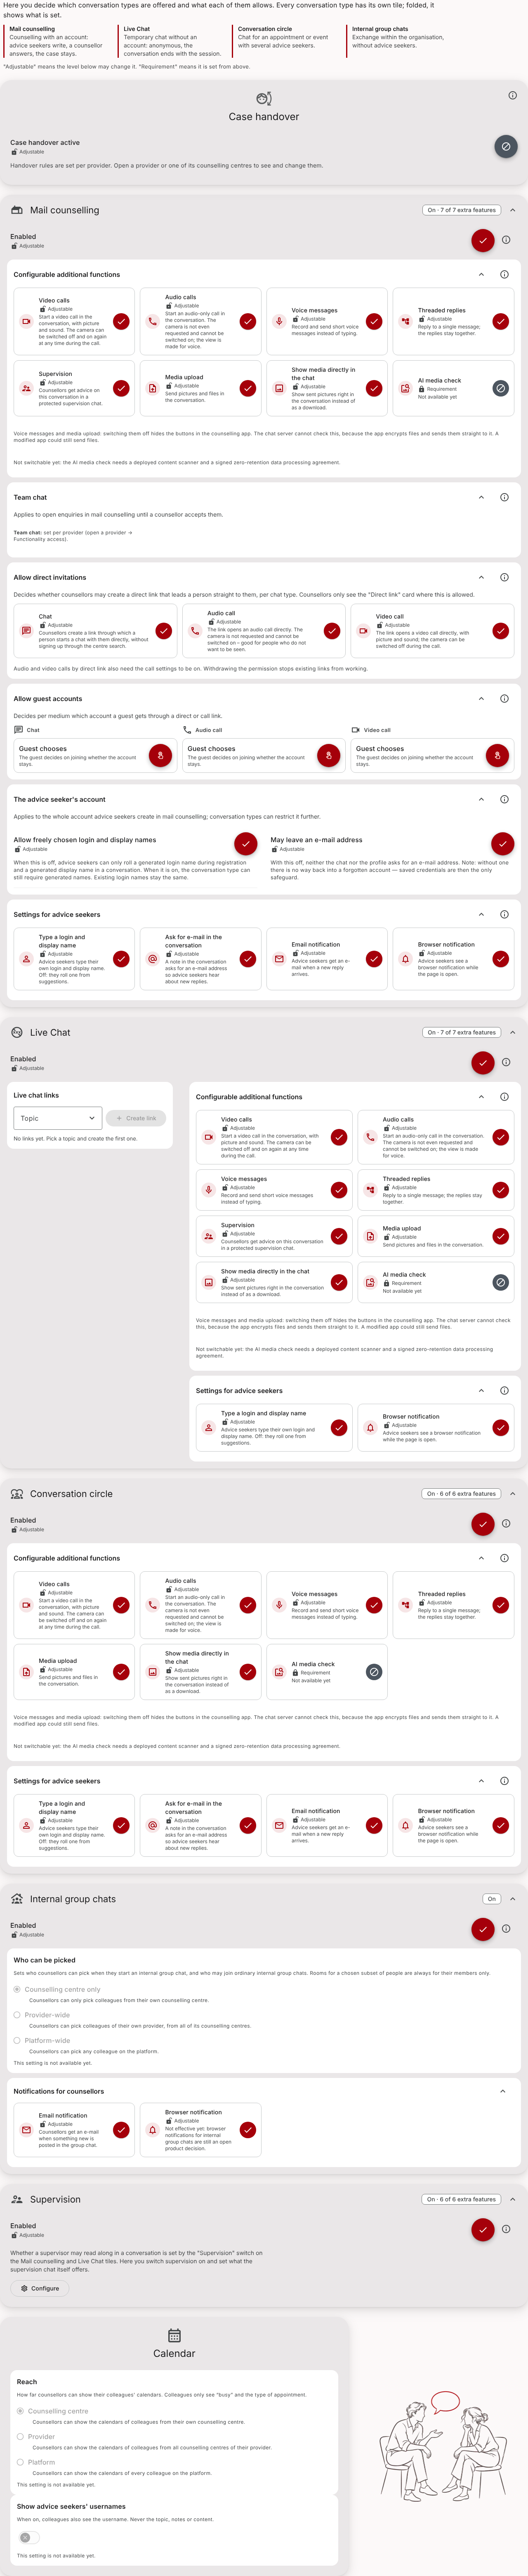 Here you decide which conversation types are offered and what each of them allows. Every conversation type has its own tile; folded, it
shows what is set.
Mail counselling
Counselling with an account:
advice seekers write, a counsellor
answers, the case stays.
Live Chat
Temporary chat without an
account: anonymous, the
conversation ends with the session.
Conversation circle
Chat for an appointment or event
with several advice seekers.
Internal group chats
Exchange within the organisation,
without advice seekers.
"Adjustable" means the level below may change it. "Requirement" means it is set from above.
Case handover
Case handover active
Adjustable
Handover rules are set per provider. Open a provider or one of its counselling centres to see and change them.
Mail counselling
On · 7 of 7 extra features
Enabled
Adjustable
Configurable additional functions
Video calls
Adjustable
Start a video call in the
conversation, with picture
and sound. The camera can
be switched off and on again
at any time during the call.
Audio calls
Adjustable
Start an audio-only call in
the conversation. The
camera is not even
requested and cannot be
switched on; the view is
made for voice.
Voice messages
Adjustable
Record and send short voice
messages instead of typing.
Threaded replies
Adjustable
Reply to a single message;
the replies stay together.
Supervision
Adjustable
Counsellors get advice on
this conversation in a
protected supervision chat.
Media upload
Adjustable
Send pictures and files in
the conversation.
Show media directly in
the chat
Adjustable
Show sent pictures right in
the conversation instead of
as a download.
AI media check
Requirement
Not available yet
Voice messages and media upload: switching them off hides the buttons in the counselling app. The chat server cannot check this, because the app encrypts files and sends them straight to it. A
modified app could still send files.
Not switchable yet: the AI media check needs a deployed content scanner and a signed zero-retention data processing agreement.
Team chat
Applies to open enquiries in mail counselling until a counsellor accepts them.
Team chat: set per provider (open a provider →
Functionality access).
Allow direct invitations
Decides whether counsellors may create a direct link that leads a person straight to them, per chat type. Counsellors only see the "Direct link" card where this is allowed.
Chat
Adjustable
Counsellors create a link through which a
person starts a chat with them directly, without
signing up through the centre search.
Audio call
Adjustable
The link opens an audio call directly. The
camera is not requested and cannot be
switched on – good for people who do not
want to be seen.
Video call
Adjustable
The link opens a video call directly, with
picture and sound; the camera can be
switched off during the call.
Audio and video calls by direct link also need the call settings to be on. Withdrawing the permission stops existing links from working.
Allow guest accounts
Decides per medium which account a guest gets through a direct or call link.
Chat
Guest chooses
The guest decides on joining whether the account
stays.
Audio call
Guest chooses
The guest decides on joining whether the account
stays.
Video call
Guest chooses
The guest decides on joining whether the account
stays.
The advice seeker's account
Applies to the whole account advice seekers create in mail counselling; conversation types can restrict it further.
Allow freely chosen login and display names
Adjustable
When this is off, advice seekers can only roll a generated login name during registration
and a generated display name in a conversation. When it is on, the conversation type can
still require generated names. Existing login names stay the same.
May leave an e-mail address
Adjustable
With this off, neither the chat nor the profile asks for an e-mail address. Note: without one
there is no way back into a forgotten account — saved credentials are then the only
safeguard.
Settings for advice seekers
Type a login and
display name
Adjustable
Advice seekers type their
own login and display name.
Off: they roll one from
suggestions.
Ask for e-mail in the
conversation
Adjustable
A note in the conversation
asks for an e-mail address
so advice seekers hear
about new replies.
Email notification
Adjustable
Advice seekers get an e-
mail when a new reply
arrives.
Browser notification
Adjustable
Advice seekers see a
browser notification while
the page is open.
Live Chat
On · 7 of 7 extra features
Enabled
Adjustable
Live chat links
Topic
Create link
No links yet. Pick a topic and create the first one.
Configurable additional functions
Video calls
Adjustable
Start a video call in the conversation, with
picture and sound. The camera can be
switched off and on again at any time
during the call.
Audio calls
Adjustable
Start an audio-only call in the conversation.
The camera is not even requested and
cannot be switched on; the view is made
for voice.
Voice messages
Adjustable
Record and send short voice messages
instead of typing.
Threaded replies
Adjustable
Reply to a single message; the replies stay
together.
Supervision
Adjustable
Counsellors get advice on this conversation
in a protected supervision chat.
Media upload
Adjustable
Send pictures and files in the conversation.
Show media directly in the chat
Adjustable
Show sent pictures right in the conversation
instead of as a download.
AI media check
Requirement
Not available yet
Voice messages and media upload: switching them off hides the buttons in the counselling app. The chat server cannot check
this, because the app encrypts files and sends them straight to it. A modified app could still send files.
Not switchable yet: the AI media check needs a deployed content scanner and a signed zero-retention data processing
agreement.
Settings for advice seekers
Type a login and display name
Adjustable
Advice seekers type their own login and
display name. Off: they roll one from
suggestions.
Browser notification
Adjustable
Advice seekers see a browser notification
while the page is open.
Conversation circle
On · 6 of 6 extra features
Enabled
Adjustable
Configurable additional functions
Video calls
Adjustable
Start a video call in the
conversation, with picture
and sound. The camera can
be switched off and on again
at any time during the call.
Audio calls
Adjustable
Start an audio-only call in
the conversation. The
camera is not even
requested and cannot be
switched on; the view is
made for voice.
Voice messages
Adjustable
Record and send short voice
messages instead of typing.
Threaded replies
Adjustable
Reply to a single message;
the replies stay together.
Media upload
Adjustable
Send pictures and files in
the conversation.
Show media directly in
the chat
Adjustable
Show sent pictures right in
the conversation instead of
as a download.
AI media check
Requirement
Not available yet
Voice messages and media upload: switching them off hides the buttons in the counselling app. The chat server cannot check this, because the app encrypts files and sends them straight to it. A
modified app could still send files.
Not switchable yet: the AI media check needs a deployed content scanner and a signed zero-retention data processing agreement.
Settings for advice seekers
Type a login and
display name
Adjustable
Advice seekers type their
own login and display name.
Off: they roll one from
suggestions.
Ask for e-mail in the
conversation
Adjustable
A note in the conversation
asks for an e-mail address
so advice seekers hear
about new replies.
Email notification
Adjustable
Advice seekers get an e-
mail when a new reply
arrives.
Browser notification
Adjustable
Advice seekers see a
browser notification while
the page is open.
Internal group chats
On
Enabled
Adjustable
Who can be picked
Sets who counsellors can pick when they start an internal group chat, and who may join ordinary internal group chats. Rooms for a chosen subset of people are always for their members only.
Counselling centre only
Counsellors can only pick colleagues from their own counselling centre.
Provider-wide
Counsellors can pick colleagues of their own provider, from all of its counselling centres.
Platform-wide
Counsellors can pick any colleague on the platform.
This setting is not available yet.
Notifications for counsellors
Email notification
Adjustable
Counsellors get an e-mail
when something new is
posted in the group chat.
Browser notification
Adjustable
Not effective yet: browser
notifications for internal
group chats are still an open
product decision.
Supervision
On · 6 of 6 extra features
Enabled
Adjustable
Whether a supervisor may read along in a conversation is set by the "Supervision" switch on
the Mail counselling and Live Chat tiles. Here you switch supervision on and set what the
supervision chat itself offers.
Configure
Calendar
Reach
How far counsellors can show their colleagues' calendars. Colleagues only see "busy" and the type of appointment.
Counselling centre
Counsellors can show the calendars of colleagues from their own counselling centre.
Provider
Counsellors can show the calendars of colleagues from all counselling centres of their provider.
Platform
Counsellors can show the calendars of every colleague on the platform.
This setting is not available yet.
Show advice seekers' usernames
When on, colleagues also see the username. Never the topic, notes or content.
This setting is not available yet.